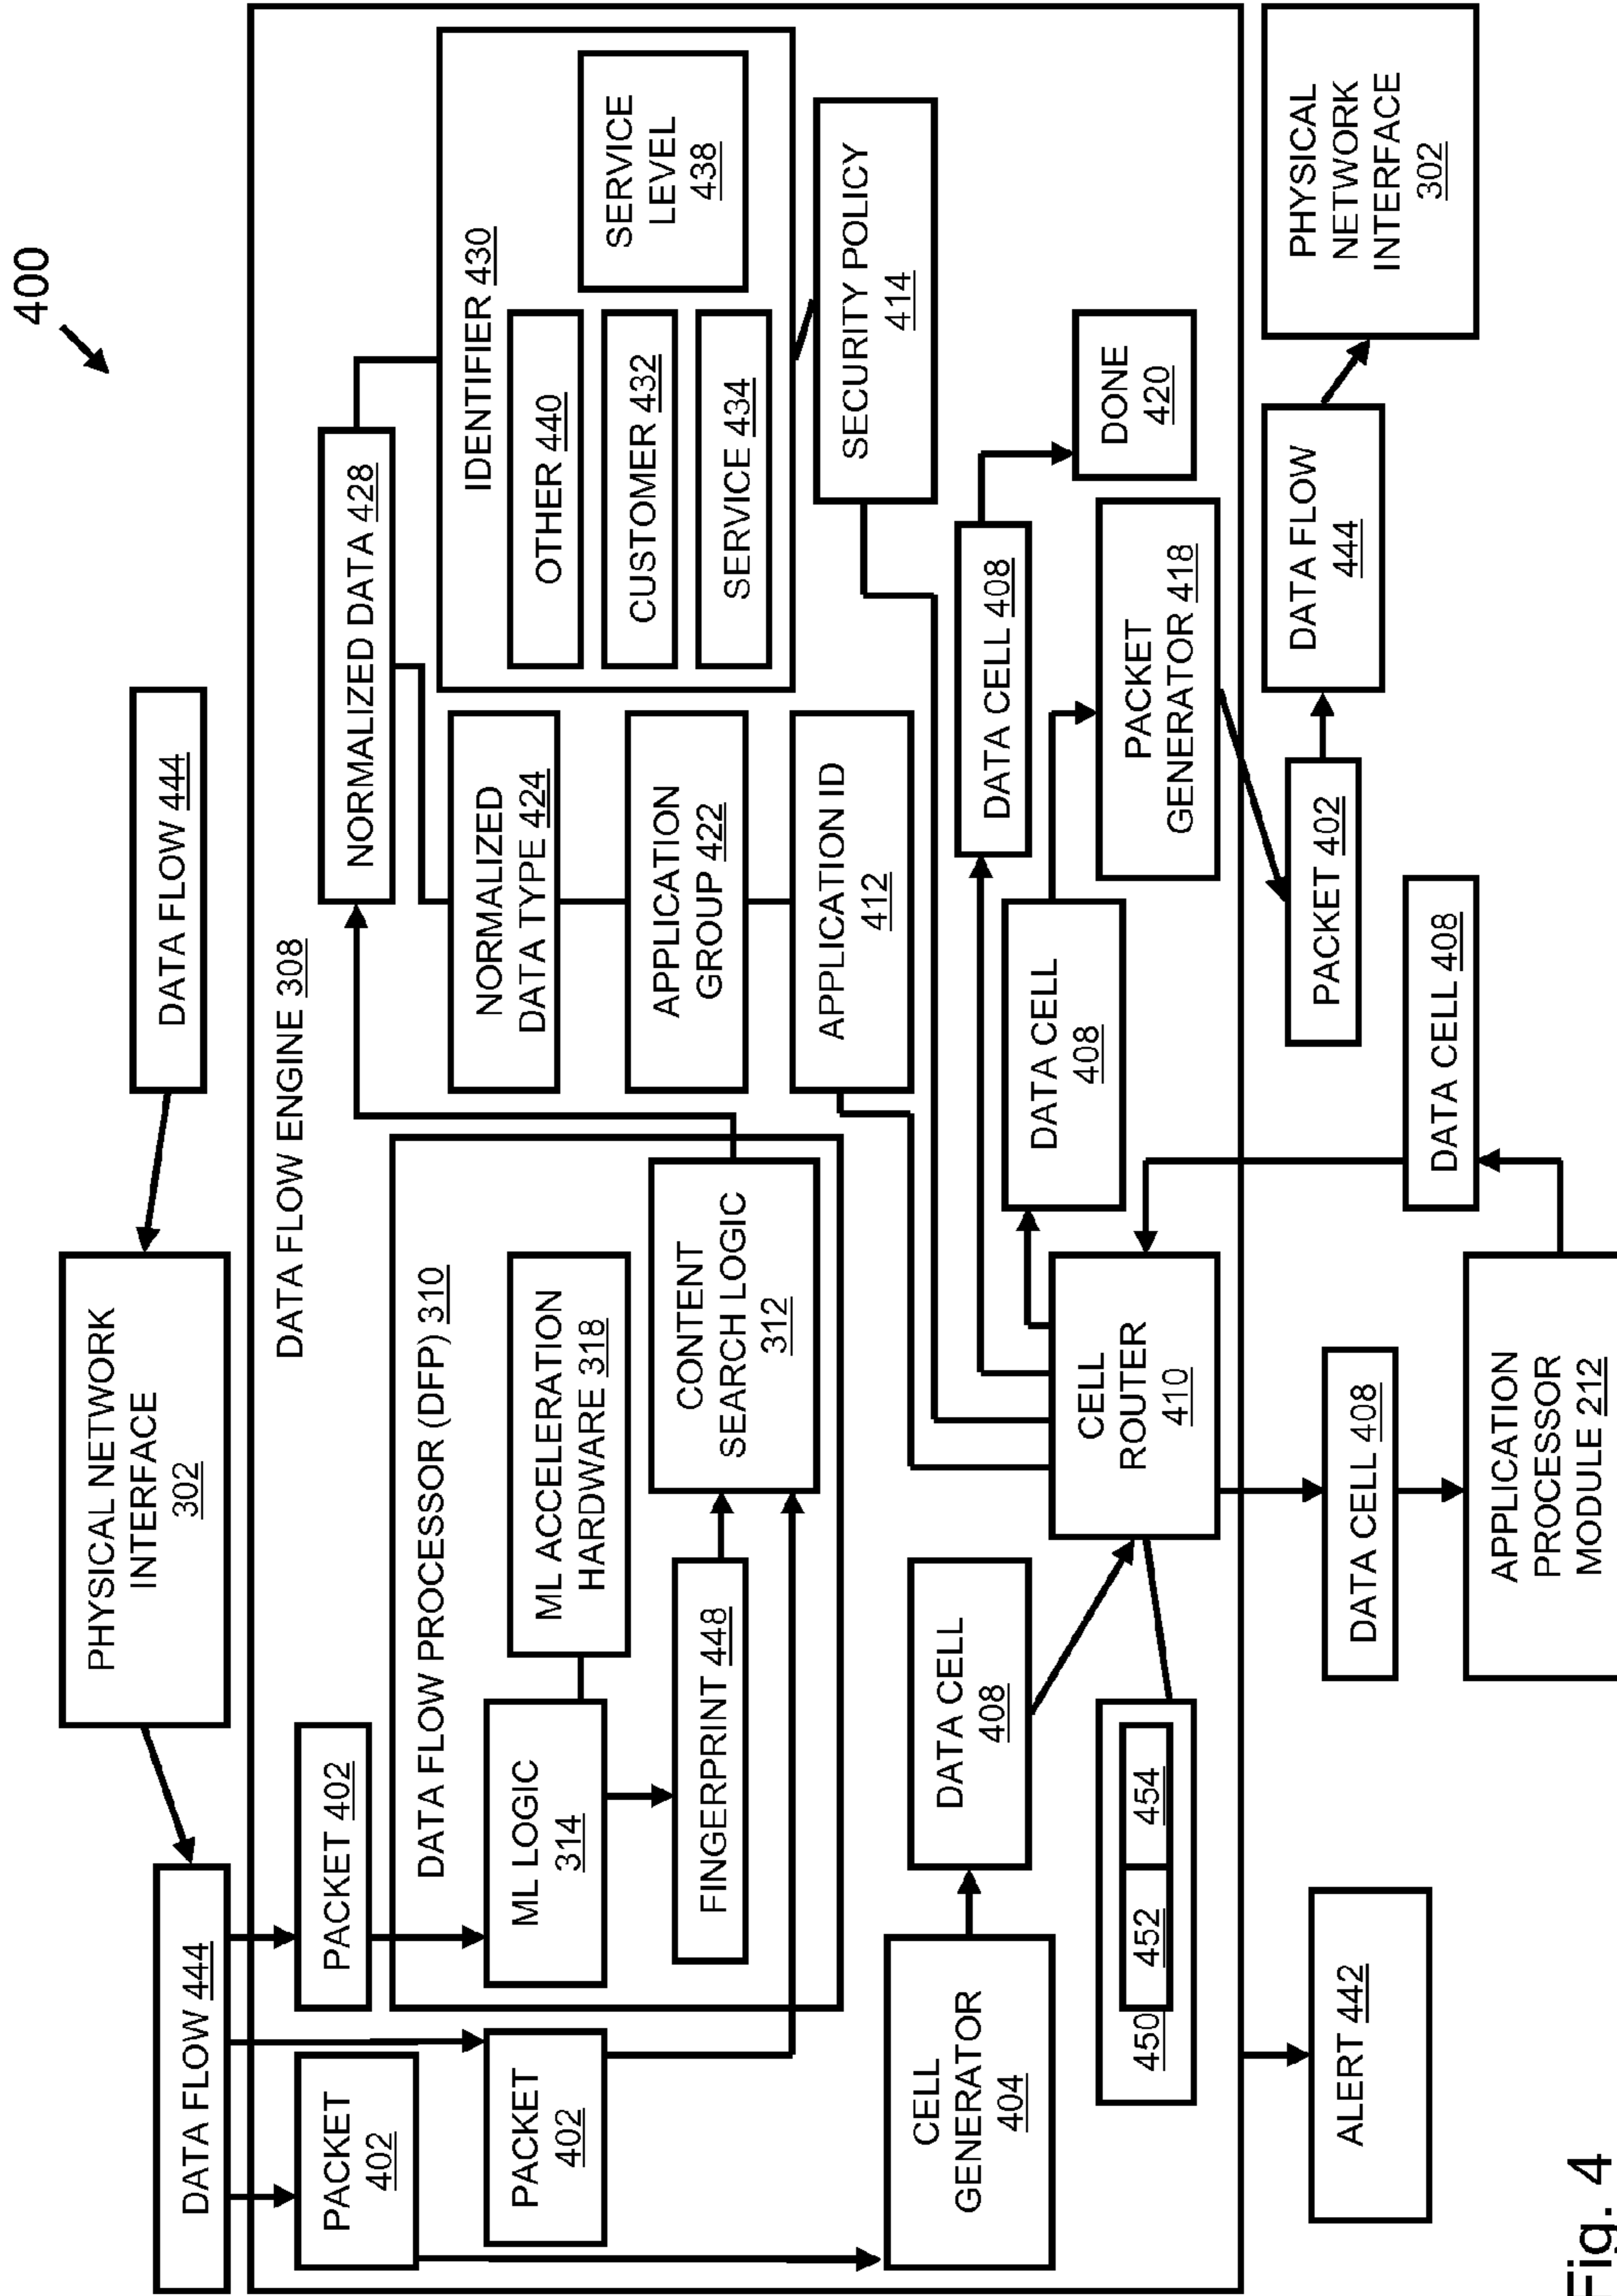 400
DATA FLOW 444
PHYSICAL NETWORK
INTERFACE
302
DATA FLOW 444
DATA FLOW ENGINE 308
PACKET
402
PACKET 402
PACKET
402
DATA FLOW PROCESSOR (DFP) 310
ML LOGIC
314
ML ACCELERATION
HARDWARE 318
FINGERPRINT 448
CONTENT
SEARCH LOGIC
312
NORMALIZED DATA 428
NORMALIZED
DATA TYPE 424
APPLICATION
GROUP 422
APPLICATION ID
412
IDENTIFIER 430
OTHER 440
CUSTOMER 432
SERVICE 434
SERVICE
LEVEL
438
SECURITY POLICY
414
CELL
GENERATOR
404
DATA CELL
408
450
452
454
CELL
ROUTER
410
DATA CELL
408
DATA CELL 408
DONE
420
PACKET
GENERATOR 418
ALERT 442
DATA CELL 408
APPLICATION
PROCESSOR
MODULE 212
DATA CELL 408
PACKET 402
DATA FLOW
444
PHYSICAL
NETWORK
INTERFACE
302
Fig. 4